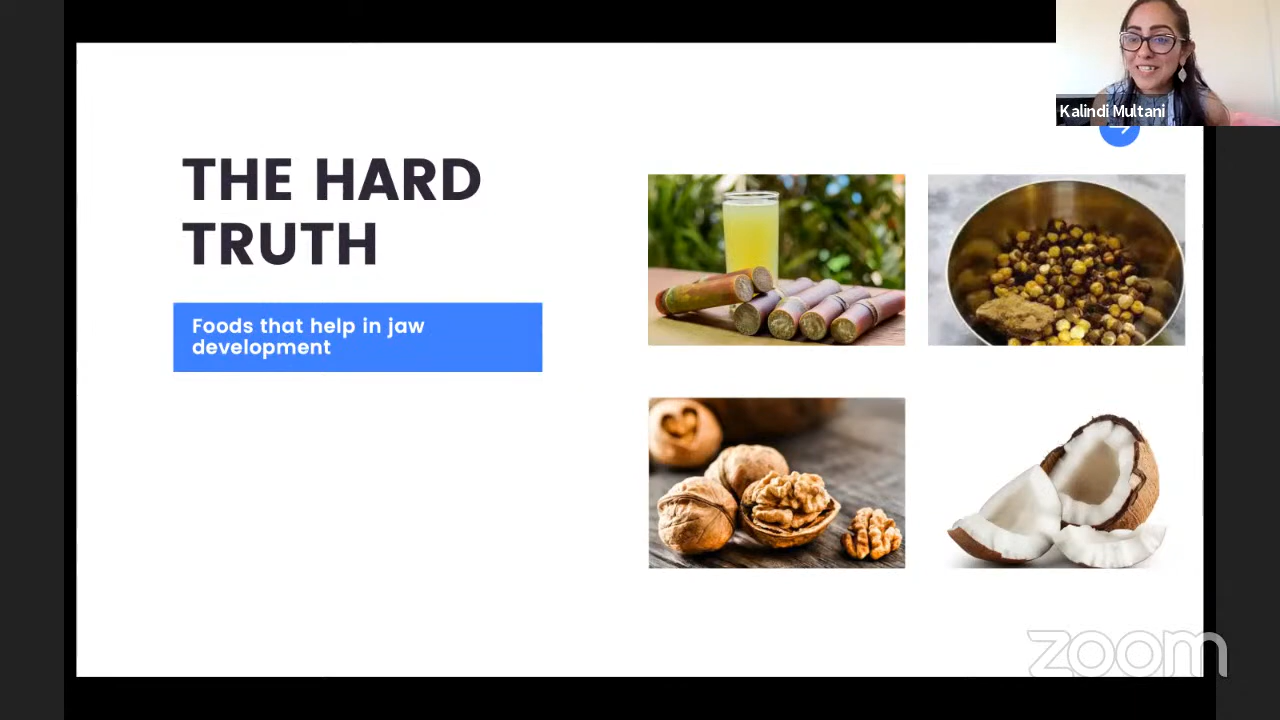 Kalindi Multani
THE HARD
TRUTH
Foods that help in jaw
development
zoom